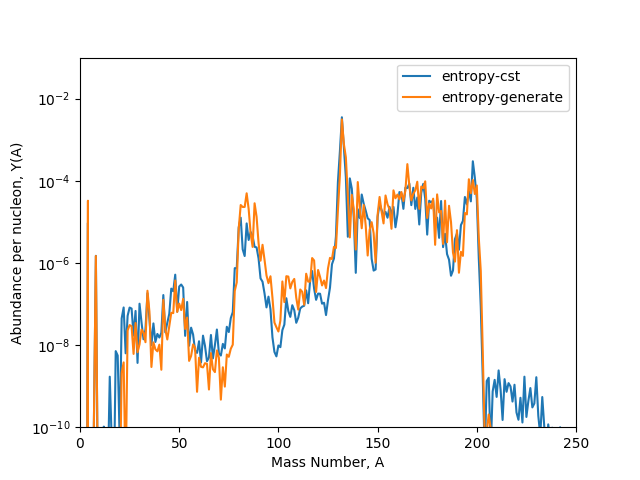 entropy-cst
entropy-generate
10⁻²
10⁻⁴
10⁻⁶
10⁻⁸
10⁻¹⁰
Abundance per nucleon, Y(A)
0 50 100 150 200 250
Mass Number, A